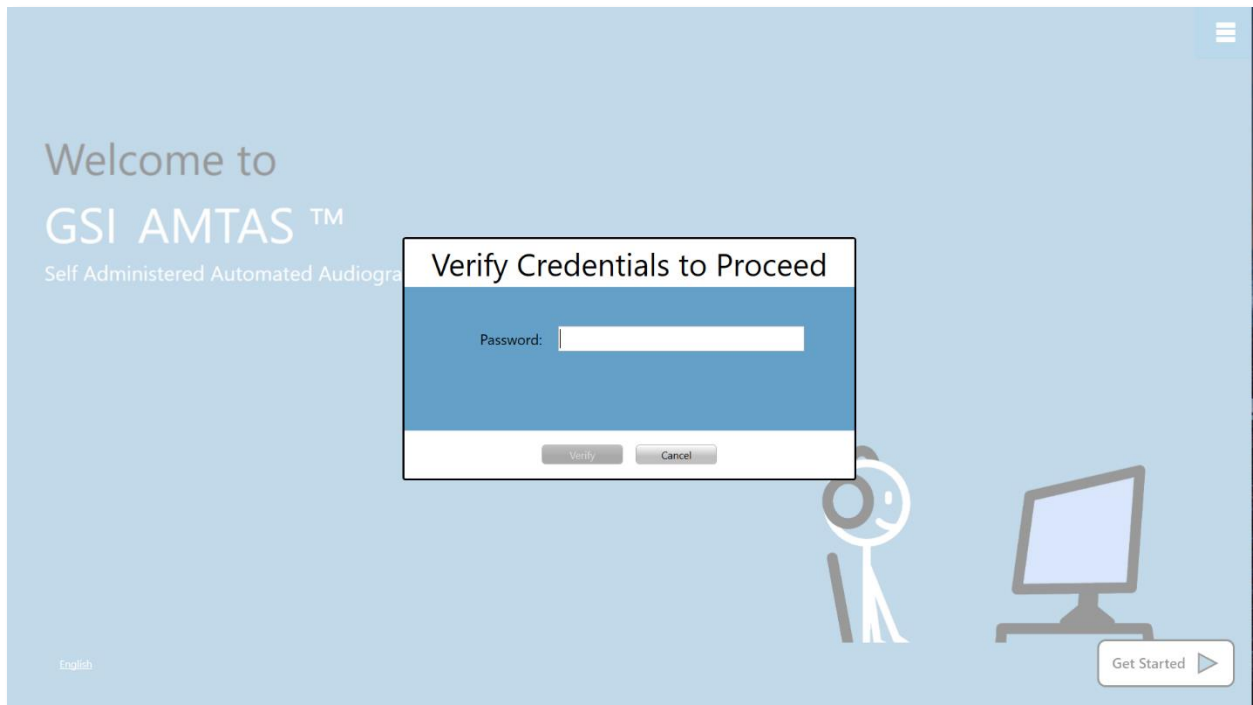 Welcome to
GSI AMTAS ™
Self Administered Automated Audiogra
Verify Credentials to Proceed
Password:
Verify
Cancel
English
Get Started